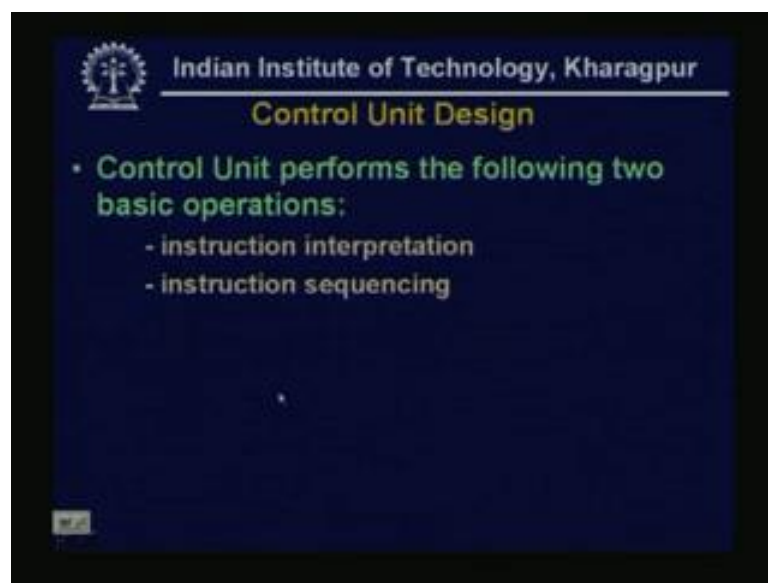 Indian Institute of Technology, Kharagpur
Control Unit Design
• Control Unit performs the following two
basic operations:
- instruction interpretation
- instruction sequencing